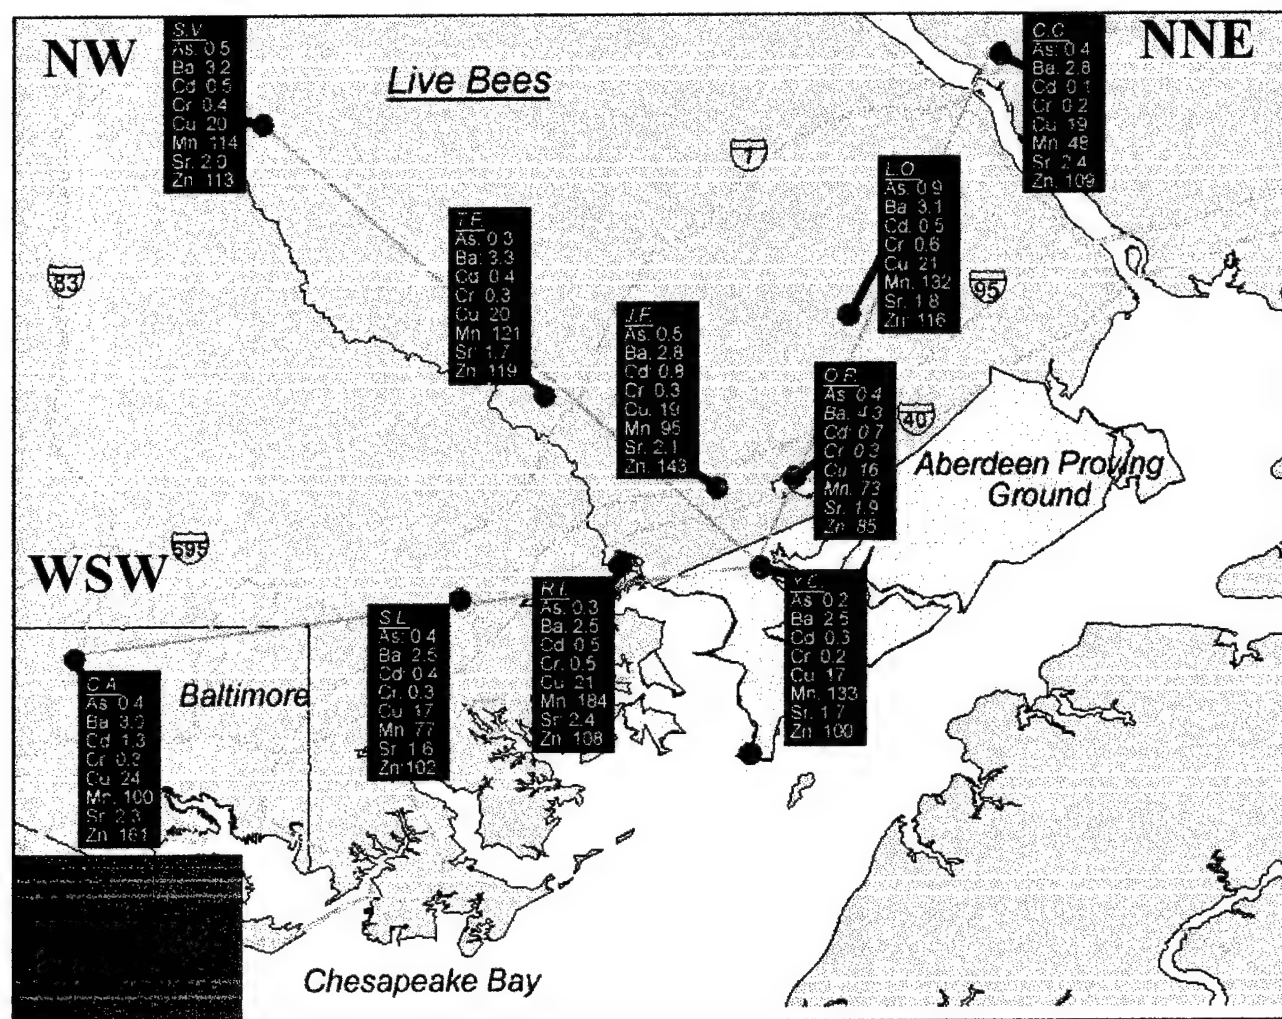 NW
NNE
WSW
Live Bees
S.V
As: 0.5
Ba 3.2
Cd 0.5
Cr 0.4
Cu 20
Mn 114
Sr. 2.0
Zn 113
C.C
As: 0.4
Ba. 2.8
Cd 0.1
Cr 0.2
Cu 19
Mn 48
Sr. 2.4
Zn. 109
7
L.O
As: 0.9
Ba 3.1
Cd. 0.5
Cr 0.6
Cu 21
Mn. 132
Sr. 1.8
Zn: 116
As: 0.3
Ba: 3.3
Cd 0.4
Cr 0.3
Cu 20
Mn 121
Sr 1.7
Zn 119
83
95
As: 0.5
Ba. 2.8
Cd 0.8
Cr 0.3
Cu. 19
Mn 95
Sr. 2.1
Zn. 143
As 0.4
Ba. 4.3
Cd 0.7
Cr 0.3
Cu 16
Mn. 73
Sr. 1.9
Zn 85
40
Aberdeen Proving
Ground
695
R.I.
As: 0.3
Ba. 2.5
Cd 0.5
Cr. 0.5
Cu 21
Mn 184
Sr 2.4
Zn 108
Y.C.
As: 0.2
Ba 2.5
Cd 0.3
Cr 0.2
Cu 17
Mn. 133
Sr. 1.7
Zn 100
S.L
As: 0.4
Ba 2.5
Cd 0.4
Cr. 0.3
Cu 17
Mn 77
Sr 1.6
Zn 102
C.A
As 0.4
Ba 3.0
Cd 1.3
Cr 0.3
Cu 24
Mn. 100
Sr 2.3
Zn 161
Baltimore
Chesapeake Bay